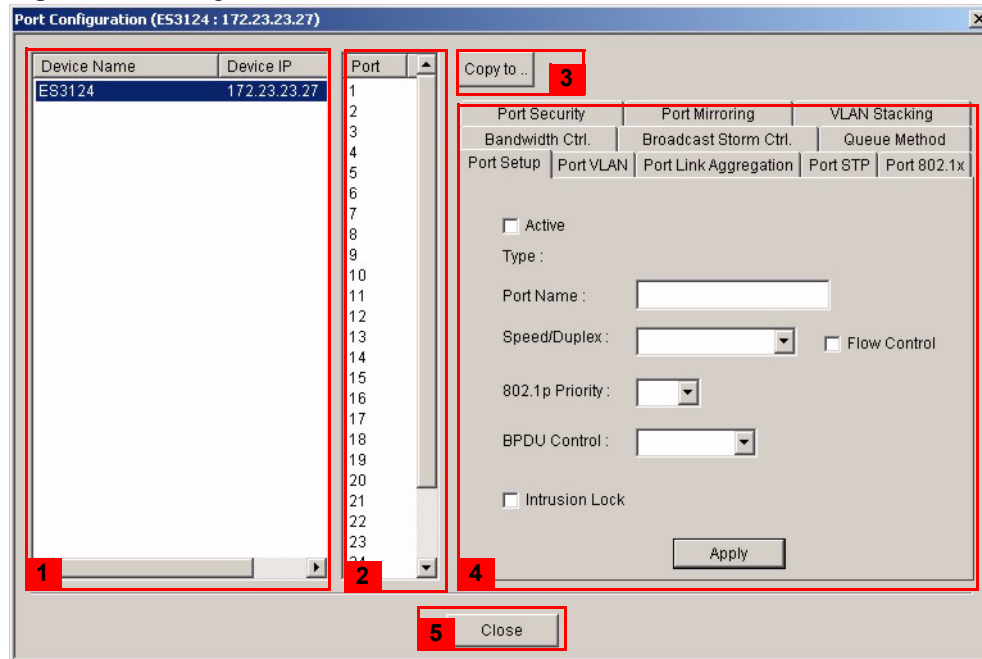 Port Configuration (ES3124 : 172.23.23.27)
Device Name Device IP
ES3124 172.23.23.27
1
Port
1
2
3
4
5
6
7
8
9
10
11
12
13
14
15
16
17
18
19
20
21
22
23
2
Copy to ..
3
Port Security Port Mirroring VLAN Stacking
Bandwidth Ctrl. Broadcast Storm Ctrl. Queue Method
Port Setup Port VLAN Port Link Aggregation Port STP Port 802.1x
Active
Type :
Port Name :
Speed/Duplex : Flow Control
802.1p Priority :
BPDU Control :
Intrusion Lock
Apply
4
5
Close